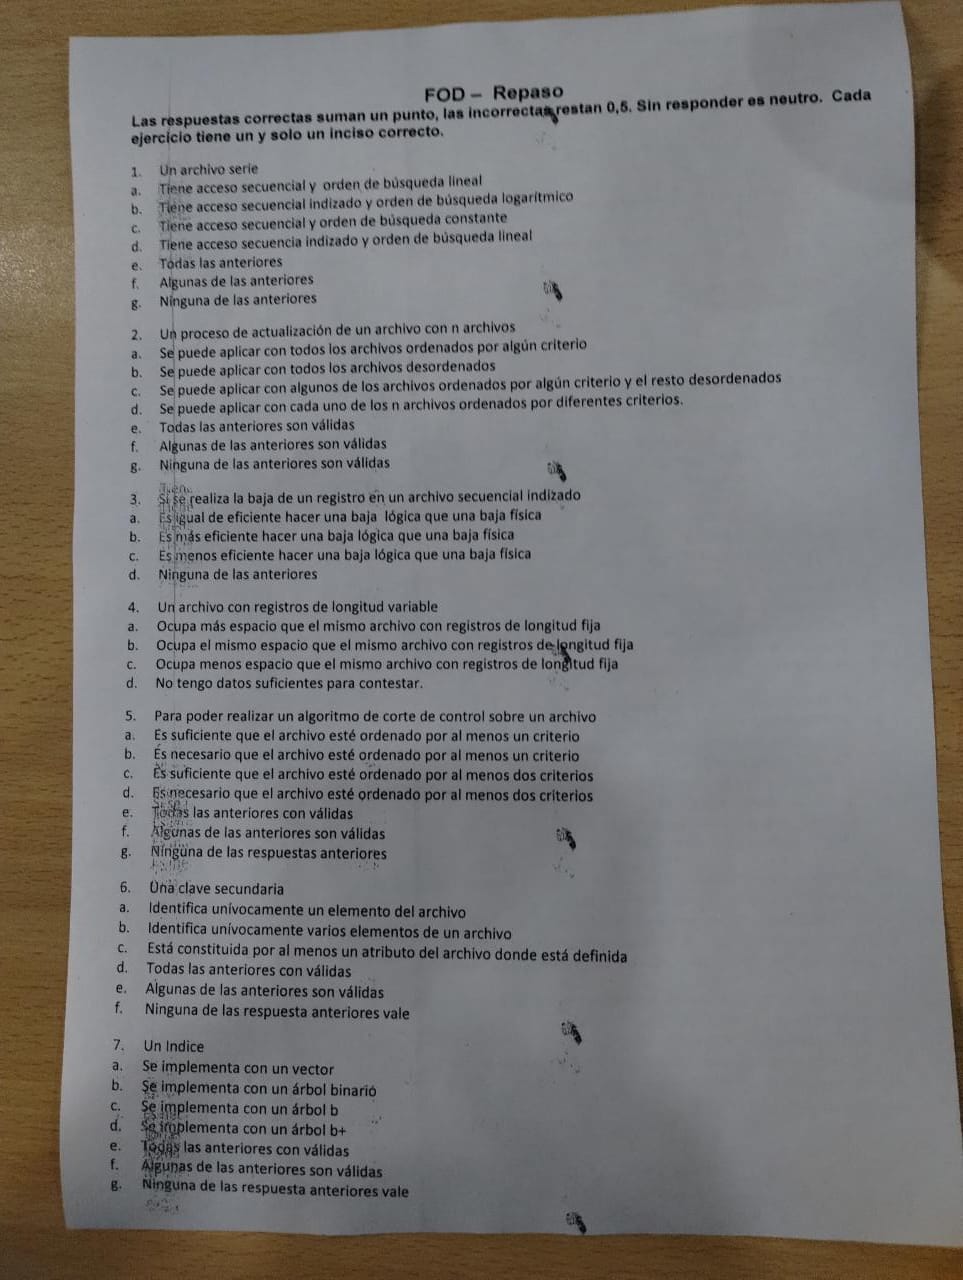 FOD – Repaso
Las respuestas correctas suman un punto, las incorrectas restan 0,5. Sin responder es neutro. Cada
ejercicio tiene un y solo un inciso correcto.
1. Un archivo serie
a. Tiene acceso secuencial y orden de búsqueda lineal
b. Tiene acceso secuencial indizado y orden de búsqueda logarítmico
c. Tiene acceso secuencial y orden de búsqueda constante
d. Tiene acceso secuencia indizado y orden de búsqueda lineal
e. Todas las anteriores
f. Algunas de las anteriores
g. Ninguna de las anteriores
2. Un proceso de actualización de un archivo con n archivos
a. Se puede aplicar con todos los archivos ordenados por algún criterio
b. Se puede aplicar con todos los archivos desordenados
c. Se puede aplicar con algunos de los archivos ordenados por algún criterio y el resto desordenados
d. Se puede aplicar con cada uno de los n archivos ordenados por diferentes criterios.
e. Todas las anteriores son válidas
f. Algunas de las anteriores son válidas
g. Ninguna de las anteriores son válidas
3. Si se realiza la baja de un registro en un archivo secuencial indizado
a. Es igual de eficiente hacer una baja lógica que una baja física
b. Es más eficiente hacer una baja lógica que una baja física
c. Es menos eficiente hacer una baja lógica que una baja física
d. Ninguna de las anteriores
4. Un archivo con registros de longitud variable
a. Ocupa más espacio que el mismo archivo con registros de longitud fija
b. Ocupa el mismo espacio que el mismo archivo con registros de longitud fija
c. Ocupa menos espacio que el mismo archivo con registros de longitud fija
d. No tengo datos suficientes para contestar.
5. Para poder realizar un algoritmo de corte de control sobre un archivo
a. Es suficiente que el archivo esté ordenado por al menos un criterio
b. Es necesario que el archivo esté ordenado por al menos un criterio
c. Es suficiente que el archivo esté ordenado por al menos dos criterios
d. Es necesario que el archivo esté ordenado por al menos dos criterios
e. Todas las anteriores con válidas
f. Algunas de las anteriores son válidas
g. Ninguna de las respuestas anteriores
6. Una clave secundaria
a. Identifica unívocamente un elemento del archivo
b. Identifica unívocamente varios elementos de un archivo
c. Está constituida por al menos un atributo del archivo donde está definida
d. Todas las anteriores con válidas
e. Algunas de las anteriores son válidas
f. Ninguna de las respuesta anteriores vale
7. Un Indice
a. Se implementa con un vector
b. Se implementa con un árbol binario
c. Se implementa con un árbol b
d. Se implementa con un árbol b+
e. Todas las anteriores con válidas
f. Algunas de las anteriores son válidas
g. Ninguna de las respuesta anteriores vale